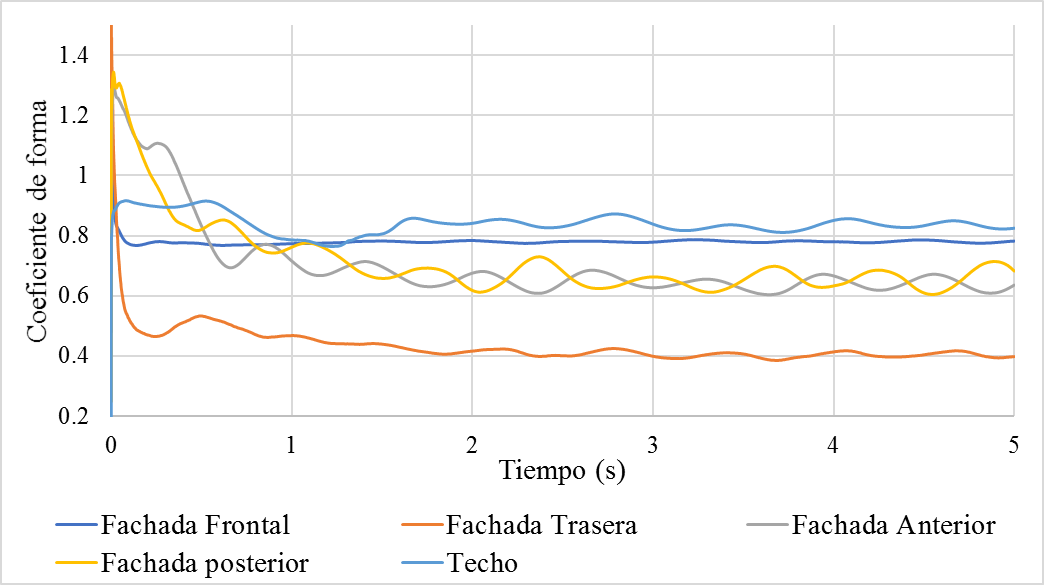 Coeficiente de forma
1.4
1.2
1
0.8
0.6
0.4
0.2
0 1 2 3 4 5
Tiempo (s)
Fachada Frontal Fachada Trasera Fachada Anterior
Fachada posterior Techo